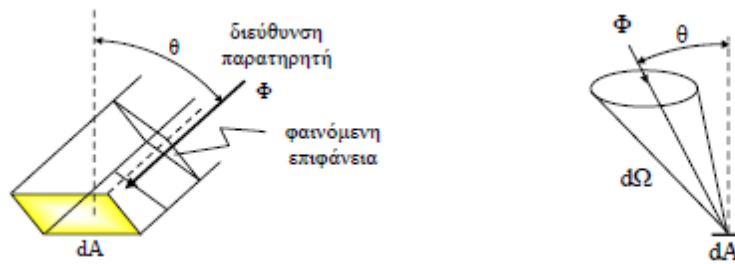 θ
διεύθυνση
παρατηρητή
Φ
φαινόμενη
επιφάνεια
dA
Φ
θ
dΩ
dA